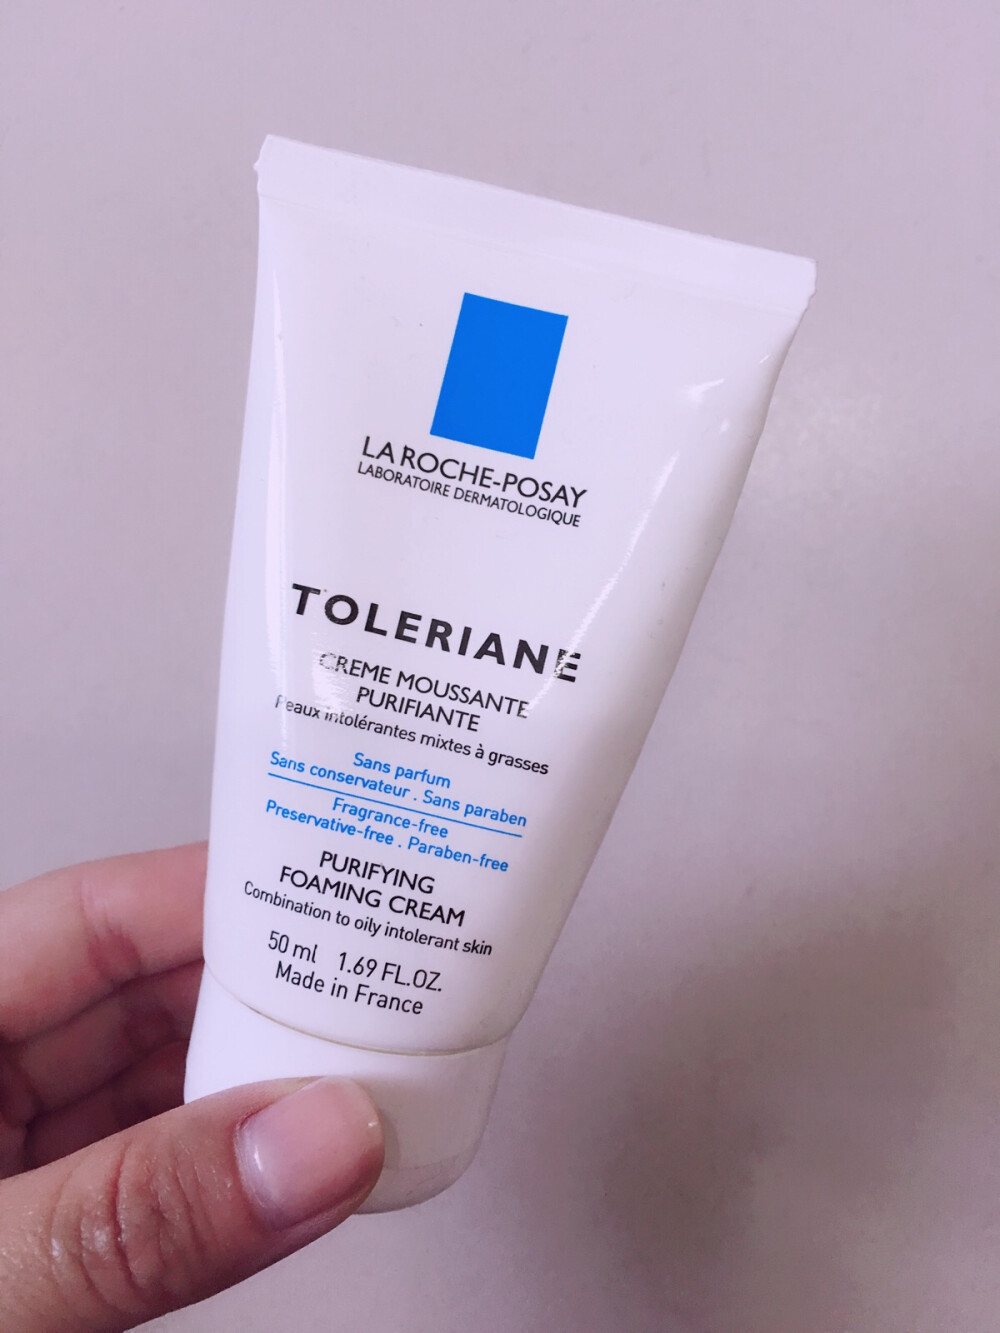 LA ROCHE-POSAY
LABORATOIRE DERMATOLOGIQUE
TOLERIANE
CREME MOUSSANTE
PURIFIANTE
Peaux intolérantes mixtes à grasses
Sans parfum
Sans conservateur . Sans paraben
Fragrance-free
Preservative-free . Paraben-free
PURIFYING
FOAMING CREAM
Combination to oily intolerant skin
50 ml 1.69 FL.OZ.
Made in France